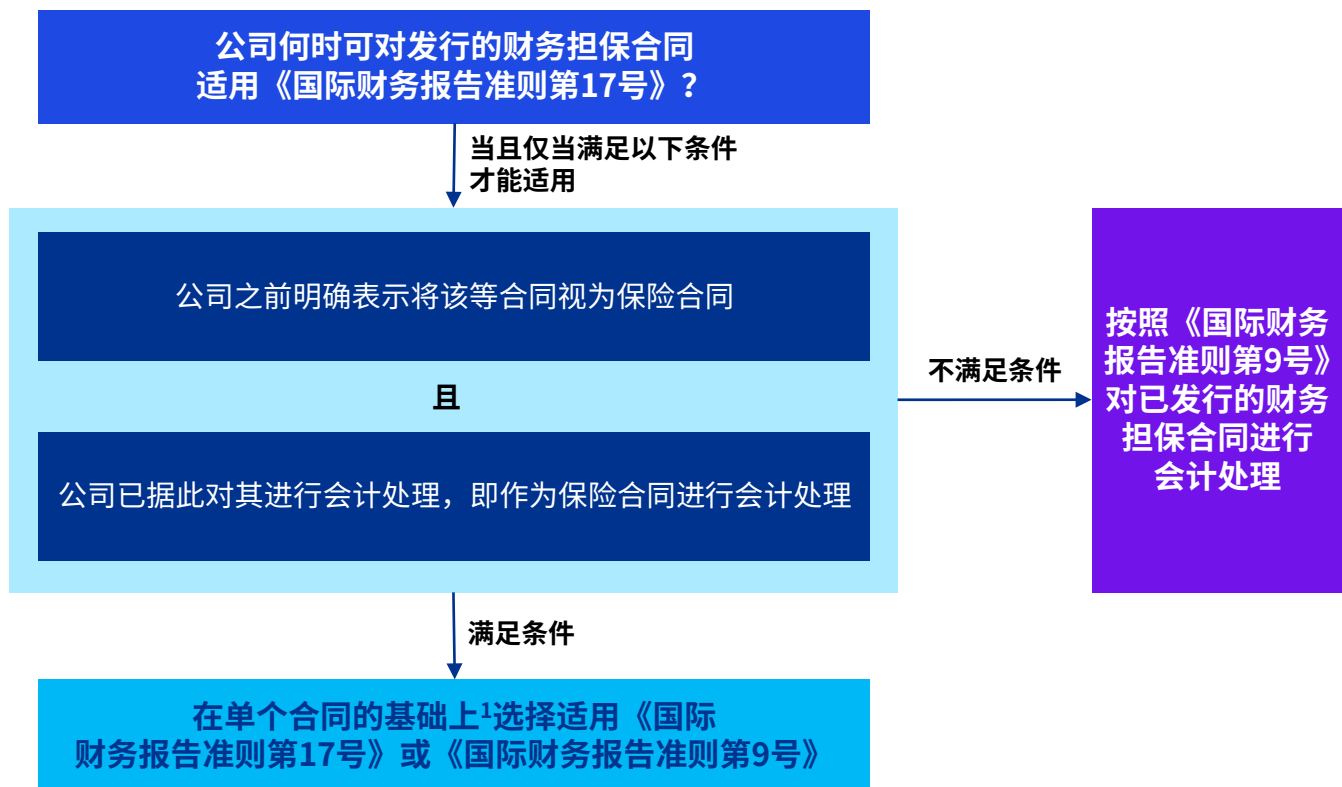 公司何时可对发行的财务担保合同
适用《国际财务报告准则第17号》？
当且仅当满足以下条件
才能适用
公司之前明确表示将该等合同视为保险合同
且
公司已据此对其进行会计处理，即作为保险合同进行会计处理
不满足条件
按照《国际财务
报告准则第9号》
对已发行的财务
担保合同进行
会计处理
满足条件
在单个合同的基础上¹选择适用《国际
财务报告准则第17号》或《国际财务报告准则第9号》